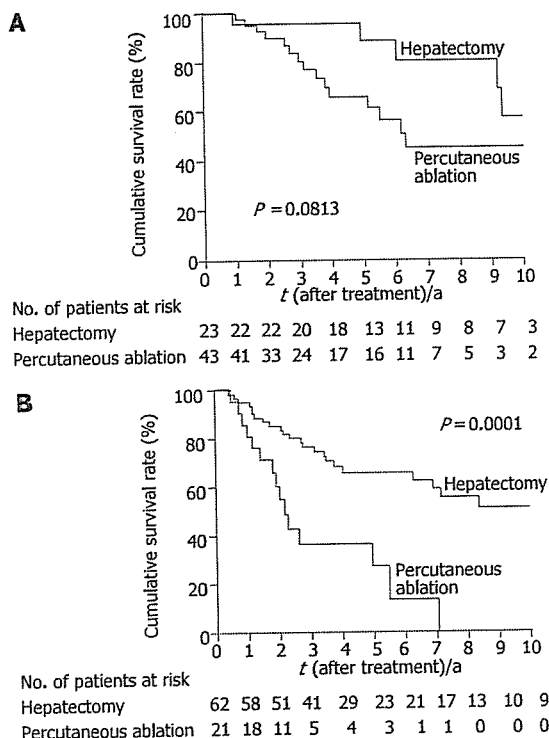 A
Cumulative survival rate (%)
100
80
60
40
20
0
Hepatectomy
Percutaneous
ablation
P = 0.0813
0 1 2 3 4 5 6 7 8 9 10
t (after treatment)/a
No. of patients at risk
Hepatectomy 23 22 22 20 18 13 11 9 8 7 3
Percutaneous ablation 43 41 33 24 17 16 11 7 5 3 2
B
Cumulative survival rate (%)
100
80
60
40
20
0
P = 0.0001
Hepatectomy
Percutaneous
ablation
0 1 2 3 4 5 6 7 8 9 10
t (after treatment)/a
No. of patients at risk
Hepatectomy 62 58 51 41 29 23 21 17 13 10 9
Percutaneous ablation 21 18 11 5 4 3 1 1 0 0 0